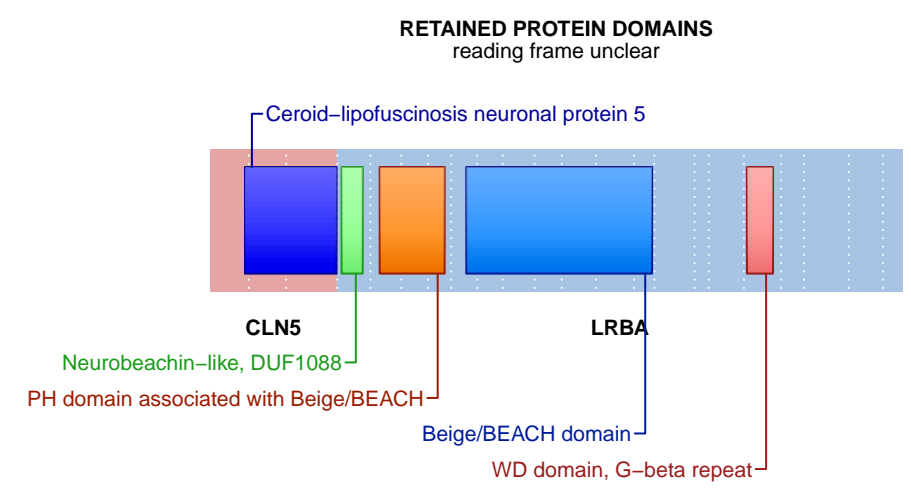 RETAINED PROTEIN DOMAINS
reading frame unclear
Ceroid−lipofuscinosis neuronal protein 5
CLN5
LRBA
Neurobeachin−like, DUF1088
PH domain associated with Beige/BEACH
Beige/BEACH domain
WD domain, G−beta repeat